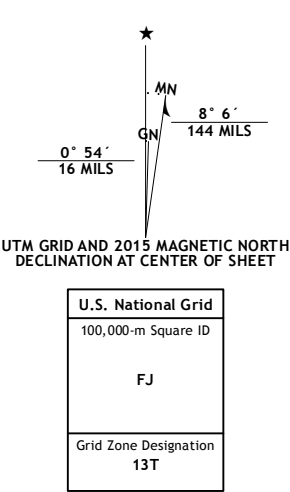 ★
MN
8° 6´
144 MILS
GN
0° 54´
16 MILS
UTM GRID AND 2015 MAGNETIC NORTH
DECLINATION AT CENTER OF SHEET
U.S. National Grid
100,000-m Square ID
FJ
Grid Zone Designation
13T